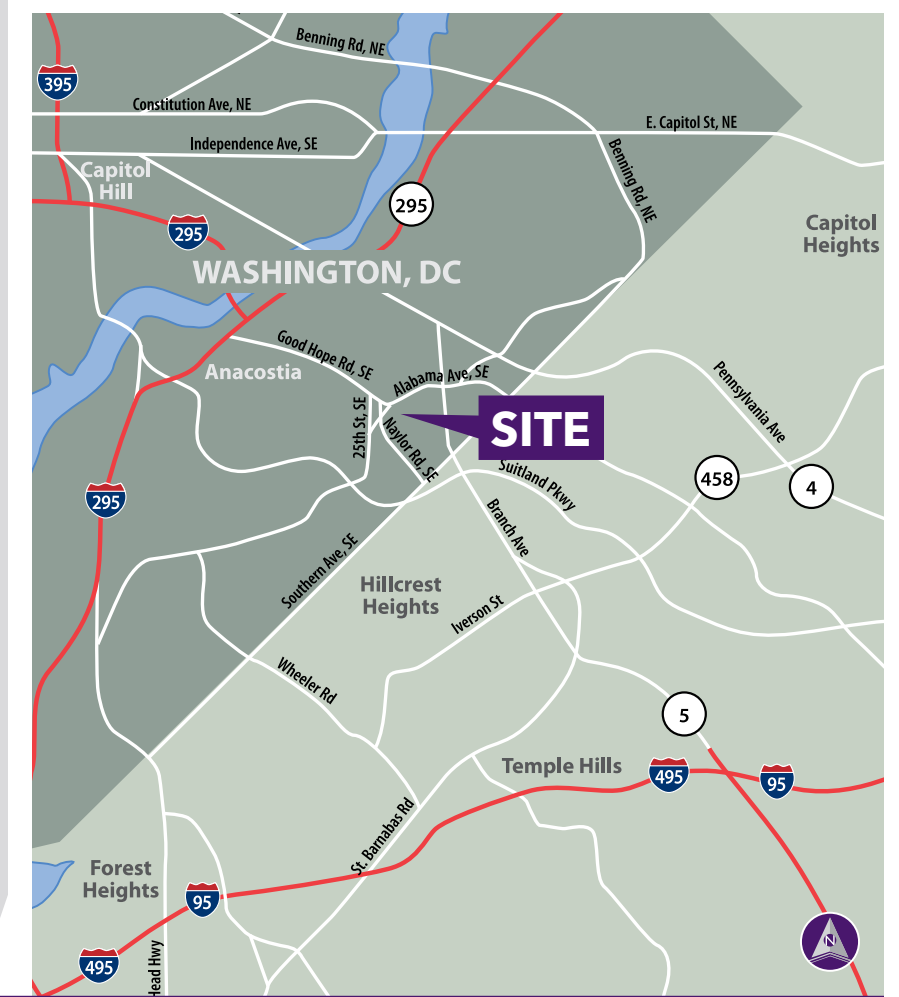 Benning Rd, NE
395
Constitution Ave, NE
E. Capitol St, NE
Independence Ave, SE
Capitol
Hill
Benning Rd, NE
295
295
Capitol
Heights
WASHINGTON, DC
Good Hope Rd, SE
Anacostia
Alabama Ave, SE
Pennsylvania Ave
25th St, SE
SITE
Naylor Rd, SE
Suitland Pkwy
458
4
295
Branch Ave
Southern Ave, SE
Hillcrest
Heights
Iverson St
Wheeler Rd
5
Temple Hills
495
95
St. Barnabas Rd
Forest
Heights
95
N
495
Head Hwy